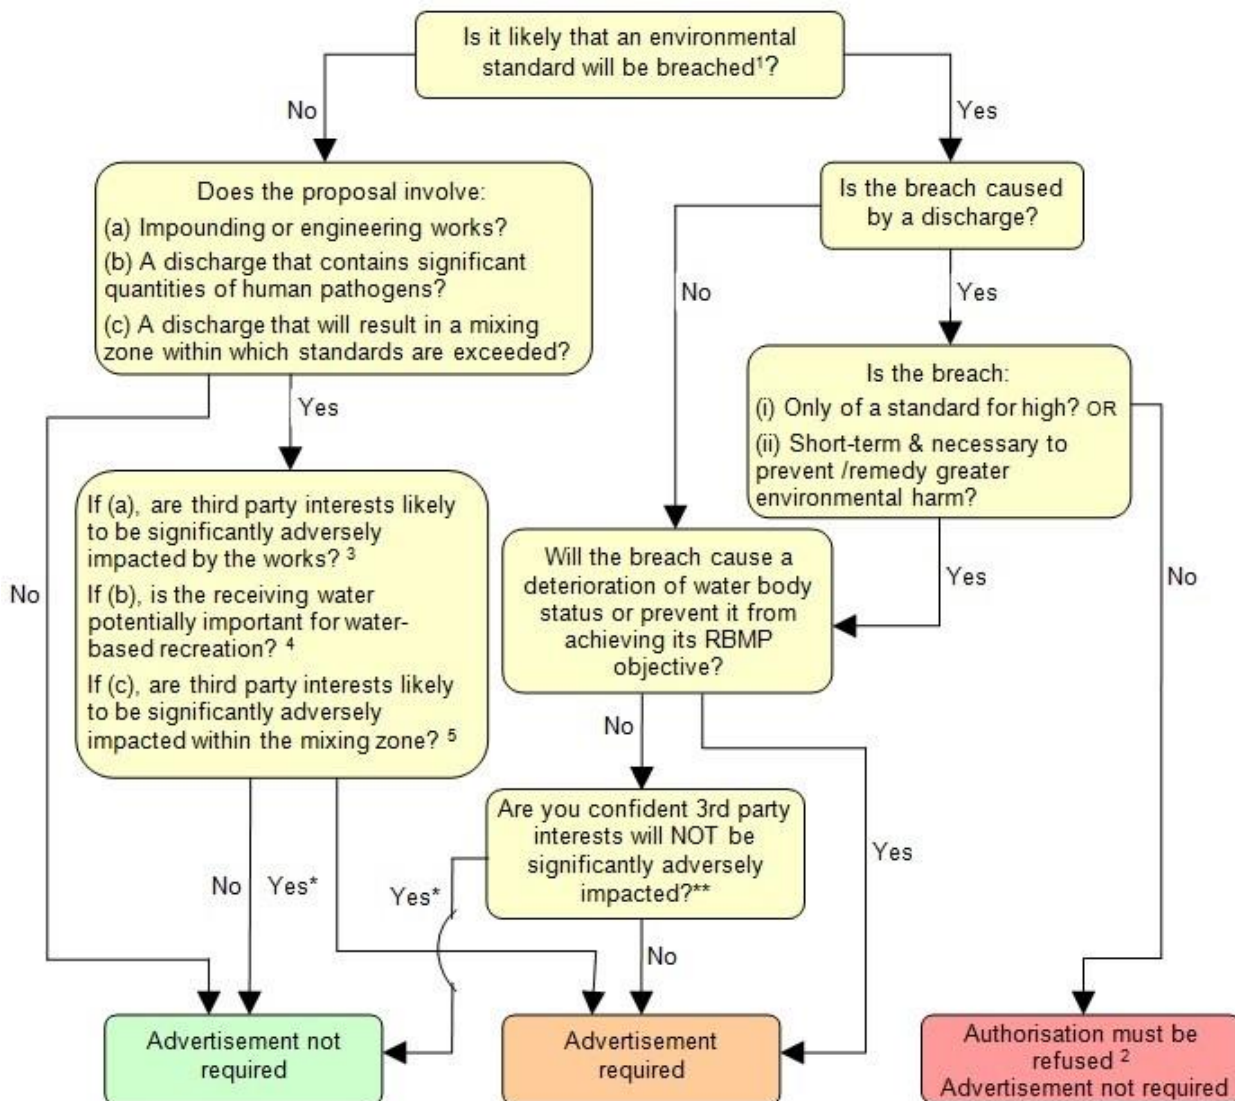 Is it likely that an environmental
standard will be breached¹?
No
Yes
Does the proposal involve:
(a) Impounding or engineering works?
(b) A discharge that contains significant
quantities of human pathogens?
(c) A discharge that will result in a mixing
zone within which standards are exceeded?
Is the breach caused
by a discharge?
No
Yes
Yes
Is the breach:
(i) Only of a standard for high? OR
(ii) Short-term & necessary to
prevent /remedy greater
environmental harm?
If (a), are third party interests likely
to be significantly adversely
impacted by the works? ³
If (b), is the receiving water
potentially important for water-
based recreation? ⁴
If (c), are third party interests likely
to be significantly adversely
impacted within the mixing zone? ⁵
No
Will the breach cause a
deterioration of water body
status or prevent it from
achieving its RBMP
objective?
Yes
No
No
Are you confident 3rd party
interests will NOT be
significantly adversely
impacted?**
Yes
No
Yes*
Yes*
No
Advertisement not
required
Advertisement
required
Authorisation must be
refused ²
Advertisement not required